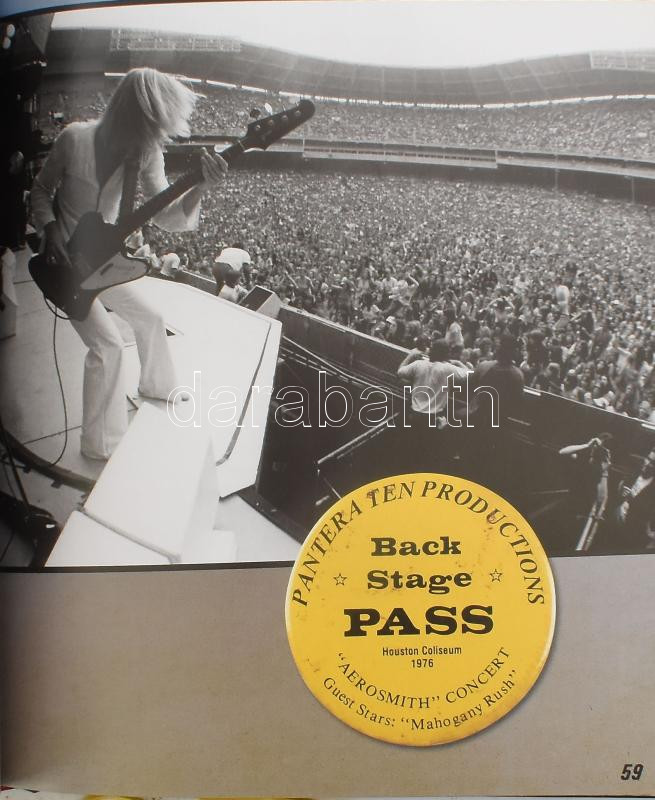 darabanth
PANTERA TEN PRODUCTIONS
Back
Stage
PASS
Houston Coliseum
1976
"AEROSMITH" CONCERT
Guest Stars: "Mahogany Rush"
59